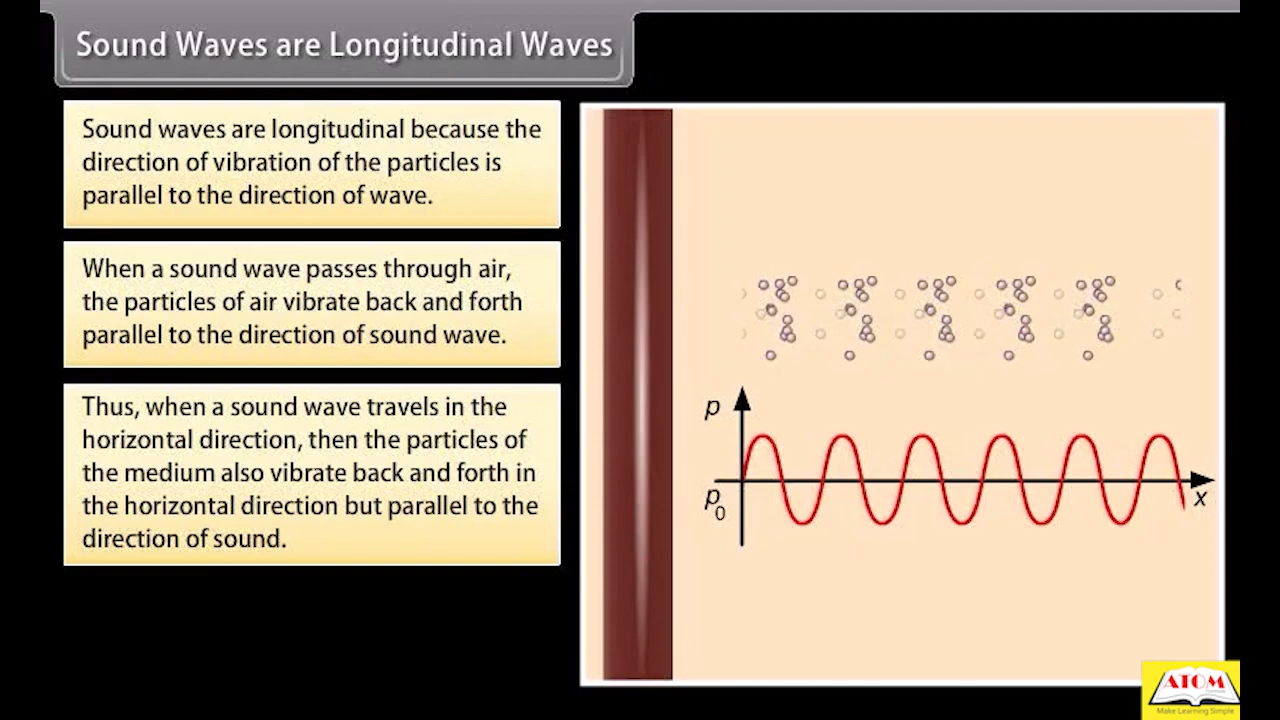 Sound Waves are Longitudinal Waves
Sound waves are longitudinal because the
direction of vibration of the particles is
parallel to the direction of wave.
When a sound wave passes through air,
the particles of air vibrate back and forth
parallel to the direction of sound wave.
Thus, when a sound wave travels in the
horizontal direction, then the particles of
the medium also vibrate back and forth in
the horizontal direction but parallel to the
direction of sound.
p
p0
x
ATOM
Make Learning Simple